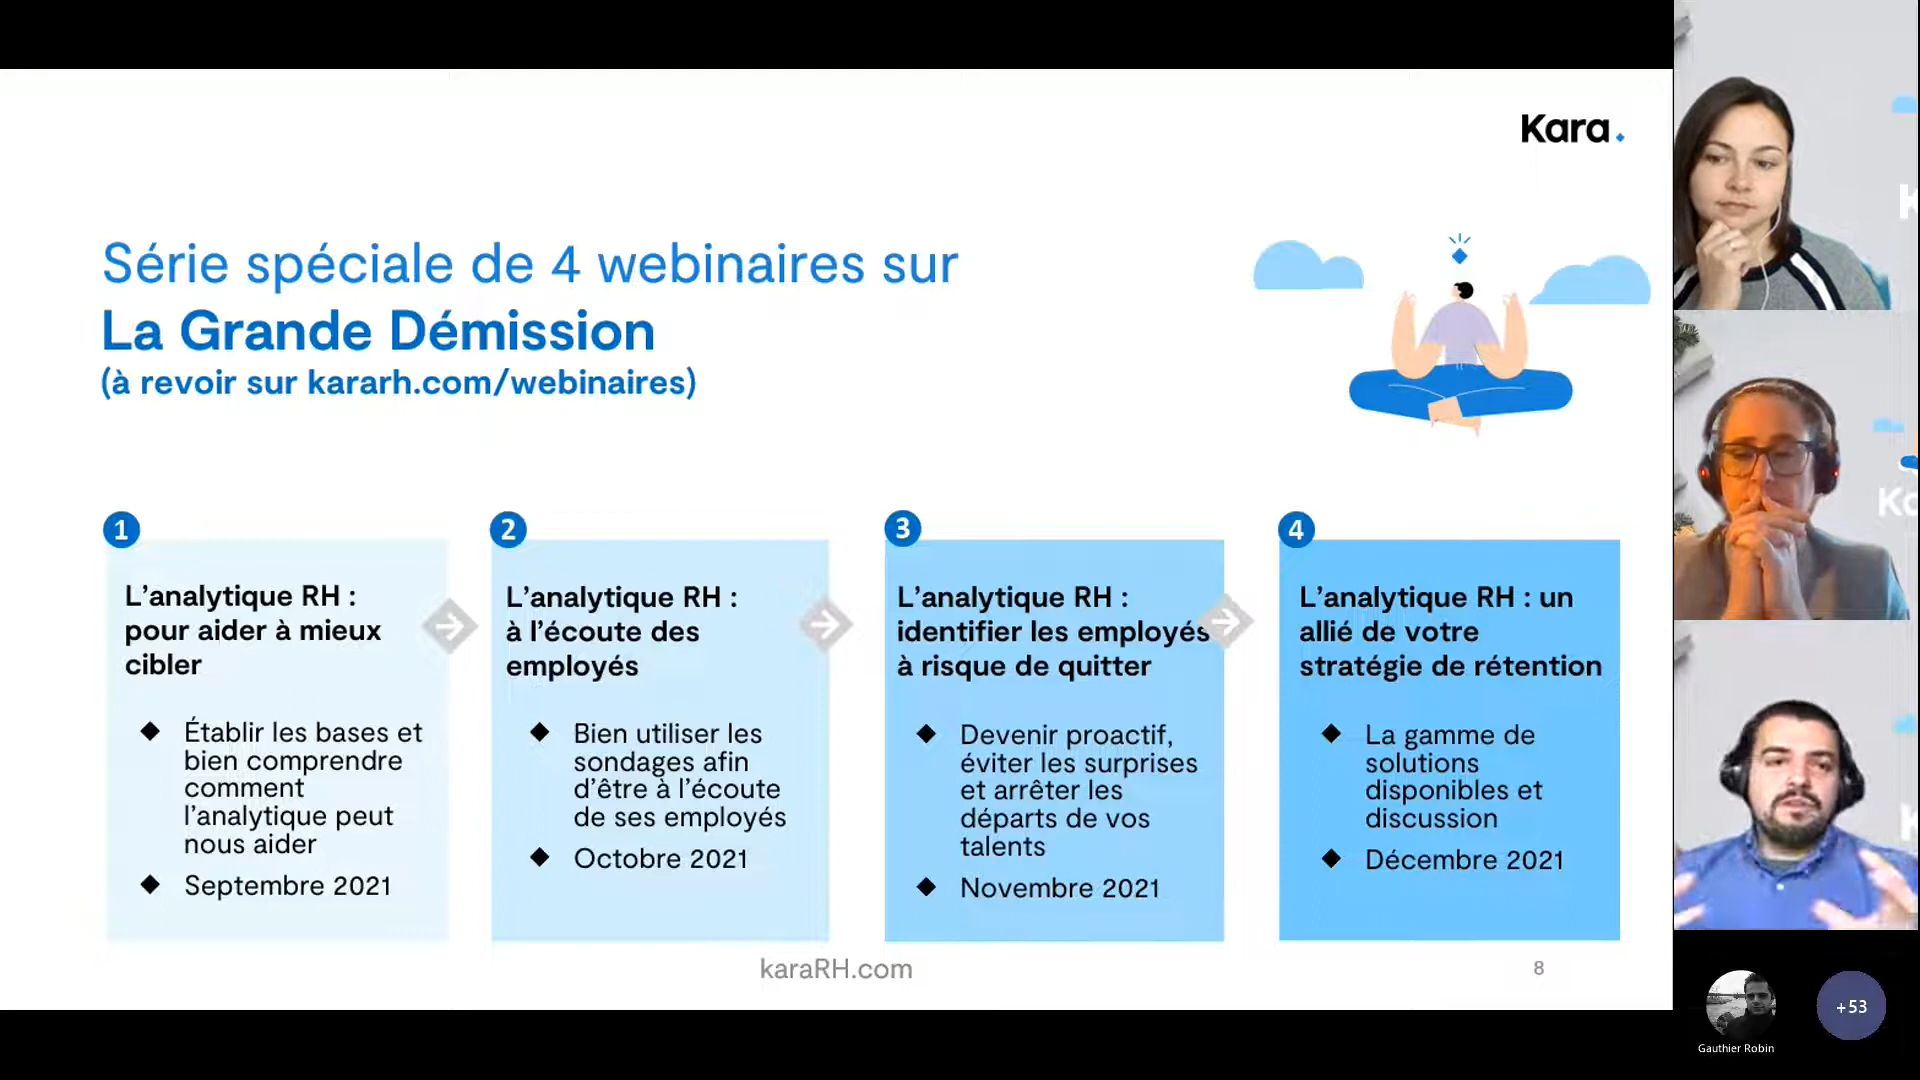 Kara
Série spéciale de 4 webinaires sur
La Grande Démission
(à revoir sur kararh.com/webinaires)
1
L’analytique RH :
pour aider à mieux
cibler
Établir les bases et
bien comprendre
comment
l’analytique peut
nous aider
Septembre 2021
2
L’analytique RH :
à l’écoute des
employés
Bien utiliser les
sondages afin
d’être à l’écoute
de ses employés
Octobre 2021
3
L’analytique RH :
identifier les employés
à risque de quitter
Devenir proactif,
éviter les surprises
et arrêter les
départs de vos
talents
Novembre 2021
4
L’analytique RH : un
allié de votre
stratégie de rétention
La gamme de
solutions
disponibles et
discussion
Décembre 2021
karaRH.com
8
+53
Gauthier Robin